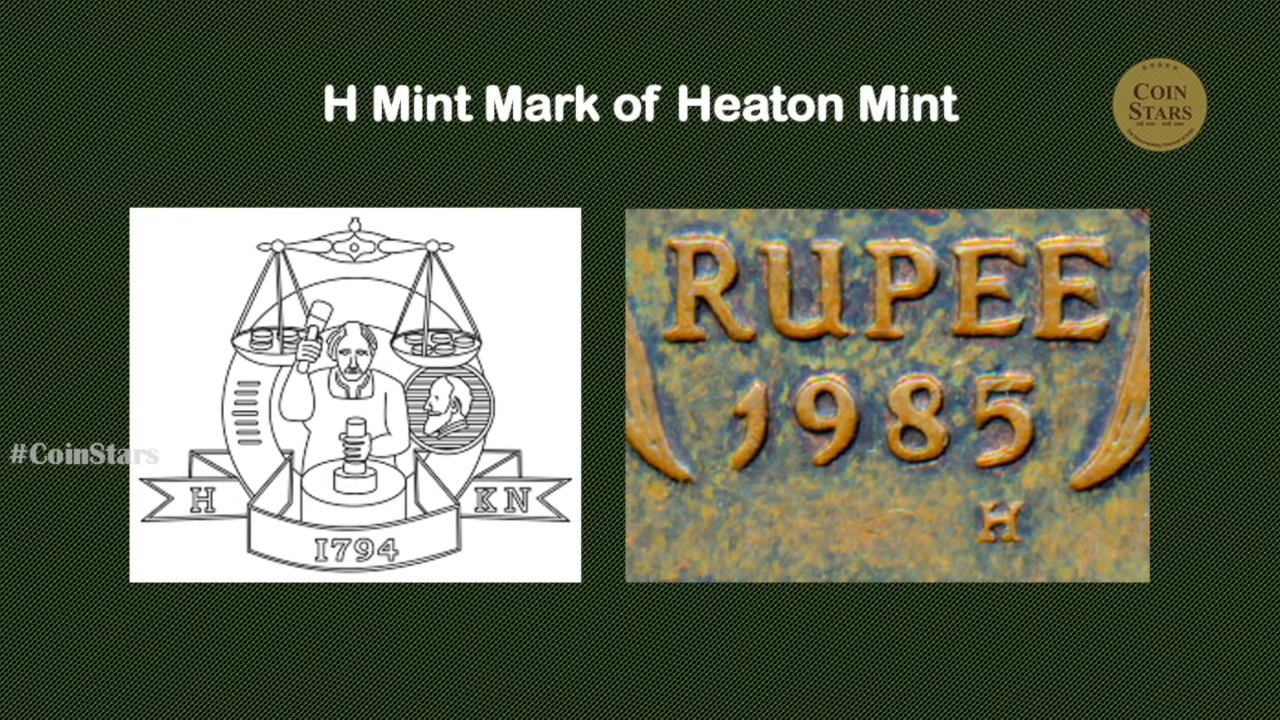 H Mint Mark of Heaton Mint
COIN
STARS
#CoinStars
H
KN
1794
RUPEE
1985
H